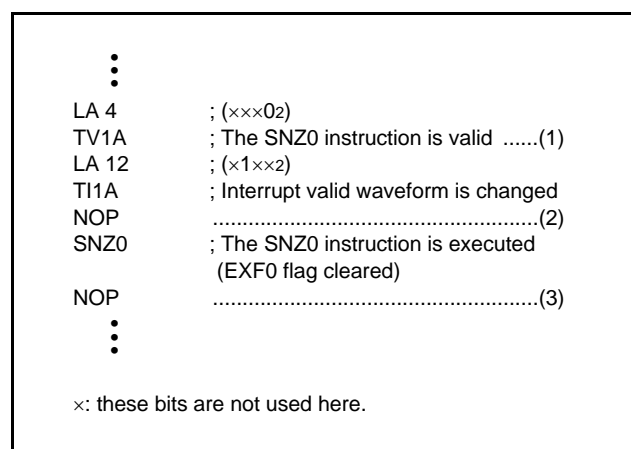 LA 4 ; (×××02)
TV1A ; The SNZ0 instruction is valid ......(1)
LA 12 ; (×1××2)
TI1A ; Interrupt valid waveform is changed
NOP ......................................................(2)
SNZ0 ; The SNZ0 instruction is executed
(EXF0 flag cleared)
NOP ......................................................(3)
×: these bits are not used here.